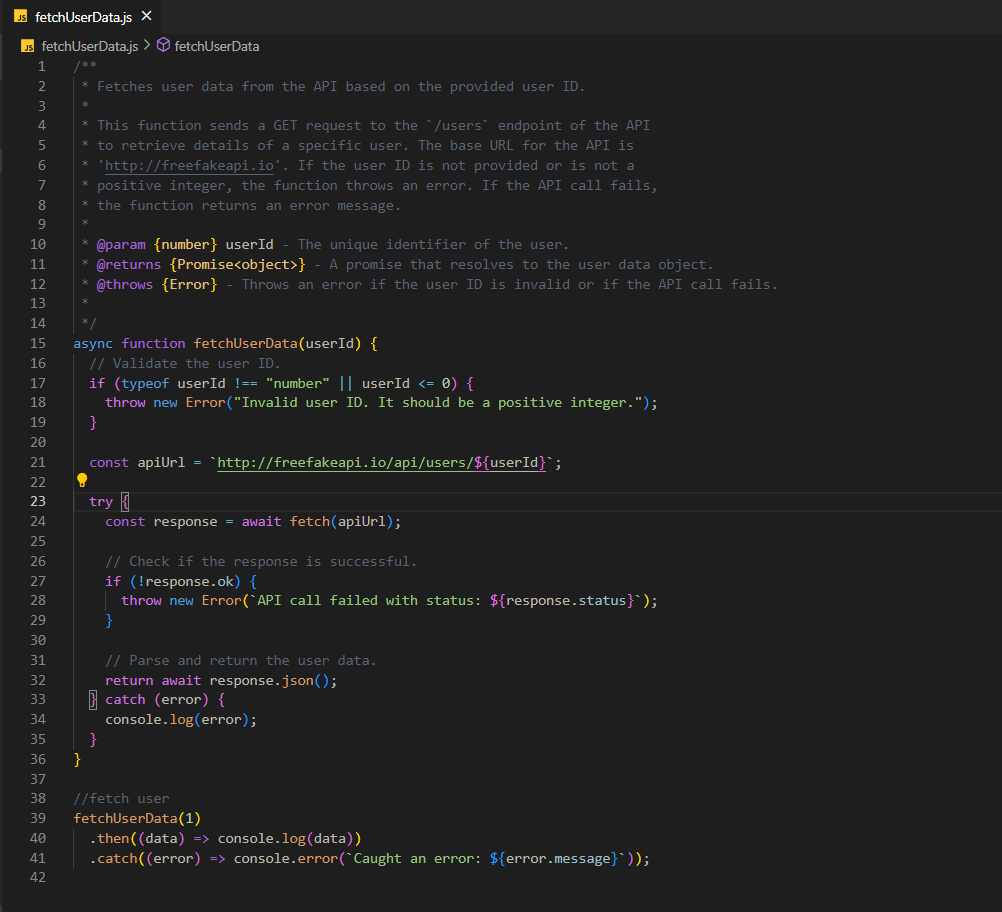 JS fetchUserData.js ×
JS fetchUserData.js > fetchUserData
1 /**
2  * Fetches user data from the API based on the provided user ID.
3  *
4  * This function sends a GET request to the `/users` endpoint of the API
5  * to retrieve details of a specific user. The base URL for the API is
6  * 'http://freefakeapi.io'. If the user ID is not provided or is not a
7  * positive integer, the function throws an error. If the API call fails,
8  * the function returns an error message.
9  *
10  * @param {number} userId - The unique identifier of the user.
11  * @returns {Promise<object>} - A promise that resolves to the user data object.
12  * @throws {Error} - Throws an error if the user ID is invalid or if the API call fails.
13  *
14  */
15 async function fetchUserData(userId) {
16   // Validate the user ID.
17   if (typeof userId !== "number" || userId <= 0) {
18     throw new Error("Invalid user ID. It should be a positive integer.");
19   }
20
21   const apiUrl = `http://freefakeapi.io/api/users/${userId}`;
22
23   try {
24     const response = await fetch(apiUrl);
25
26     // Check if the response is successful.
27     if (!response.ok) {
28       throw new Error(`API call failed with status: ${response.status}`);
29     }
30
31     // Parse and return the user data.
32     return await response.json();
33   } catch (error) {
34     console.log(error);
35   }
36 }
37
38 //fetch user
39 fetchUserData(1)
40   .then((data) => console.log(data))
41   .catch((error) => console.error(`Caught an error: ${error.message}`));
42